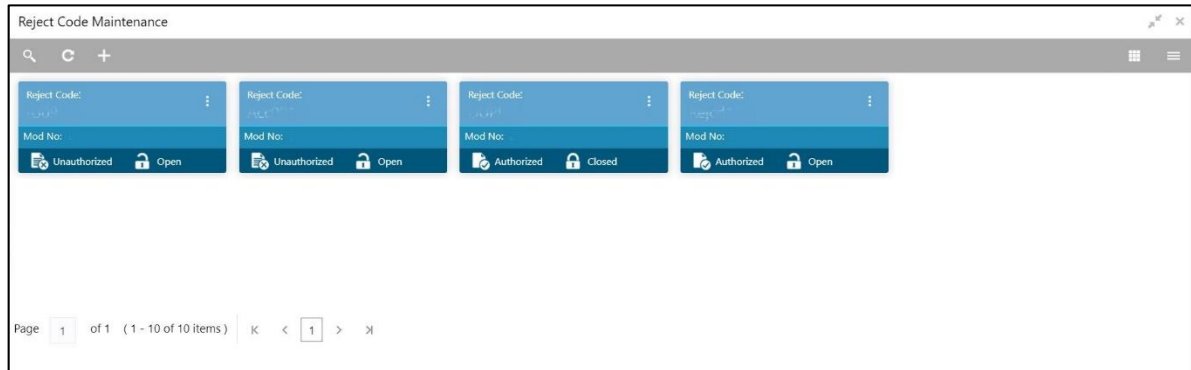 Reject Code Maintenance
Reject Code: Reject Code: Reject Code: Reject Code:
Mod No: Mod No: Mod No: Mod No:
Unauthorized Open Unauthorized Open Authorized Closed Authorized Open
Page 1 of 1 ( 1 - 10 of 10 items ) 1